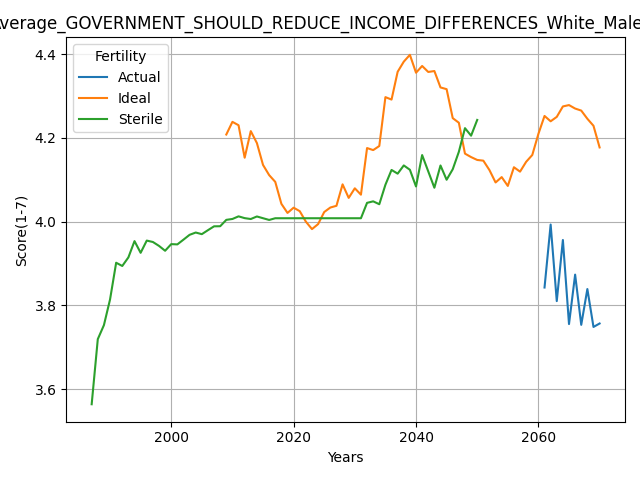 Average_GOVERNMENT_SHOULD_REDUCE_INCOME_DIFFERENCES_White_Male
Fertility
Actual
Ideal
Sterile
Score(1-7)
4.4
4.2
4.0
3.8
3.6
2000 2020 2040 2060
Years